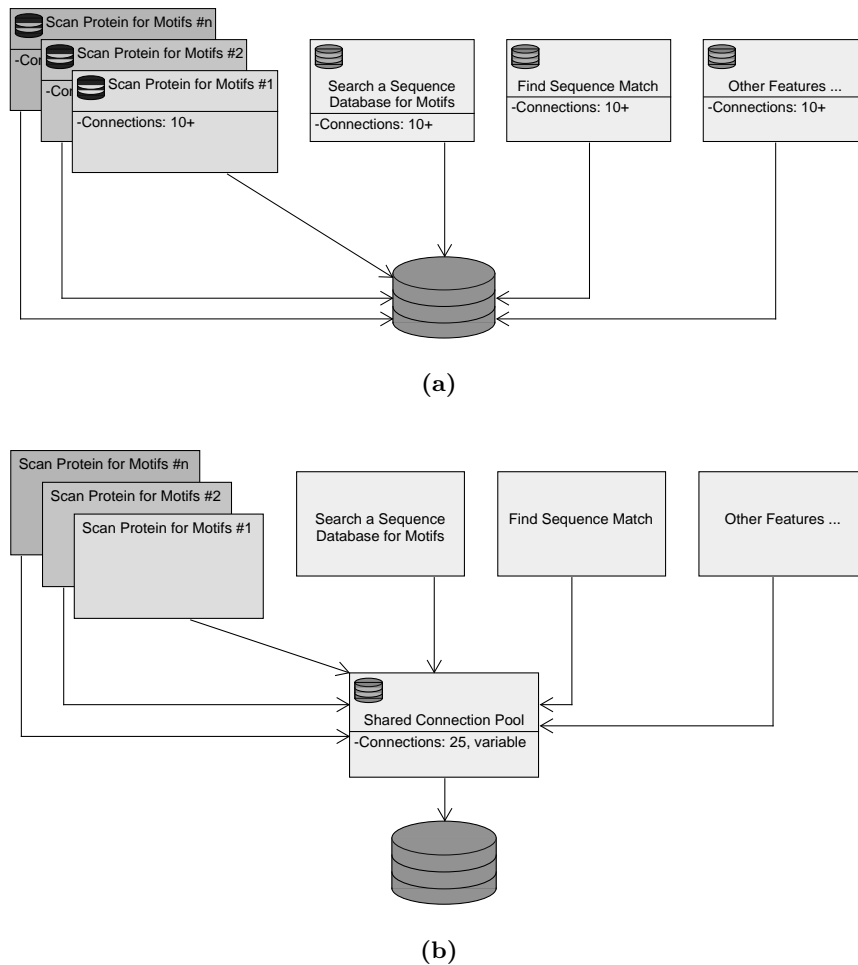 Scan Protein for Motifs #n
-Con
Scan Protein for Motifs #2
-Co
Scan Protein for Motifs #1
-Connections: 10+
Search a Sequence
Database for Motifs
-Connections: 10+
Find Sequence Match
-Connections: 10+
Other Features ...
-Connections: 10+
(a)
Scan Protein for Motifs #n
Scan Protein for Motifs #2
Scan Protein for Motifs #1
Search a Sequence
Database for Motifs
Find Sequence Match
Other Features ...
Shared Connection Pool
-Connections: 25, variable
(b)